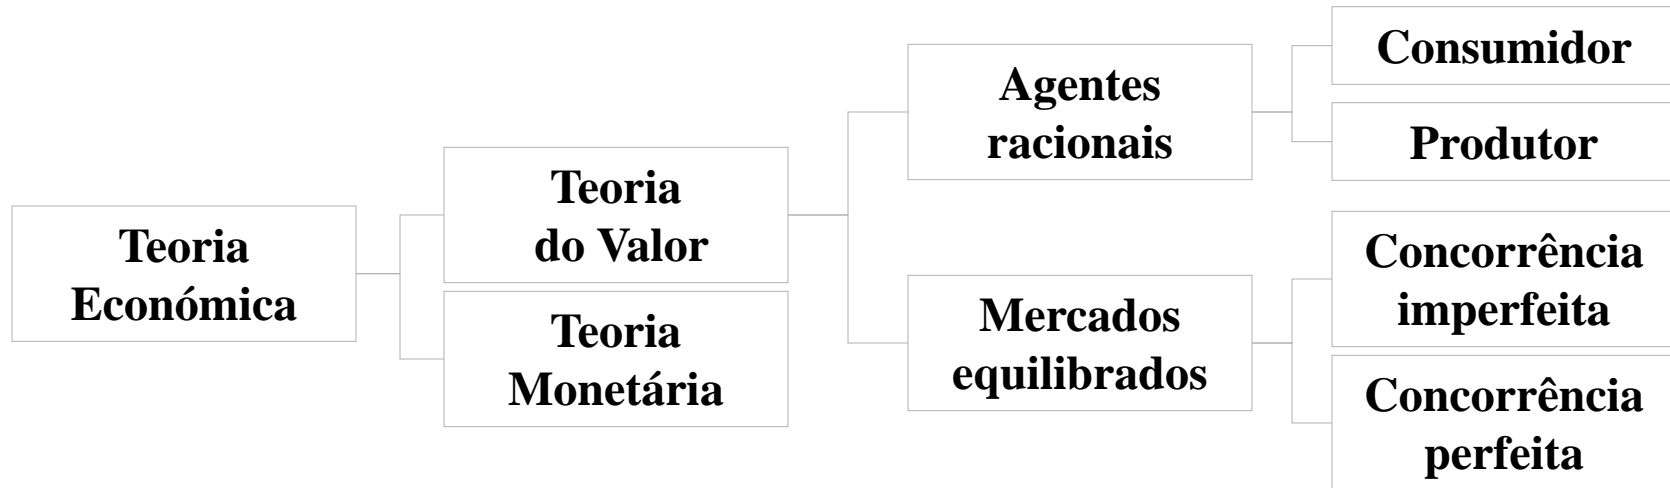 Teoria
Económica
Teoria
do Valor
Teoria
Monetária
Agentes
racionais
Mercados
equilibrados
Consumidor
Produtor
Concorrência
imperfeita
Concorrência
perfeita